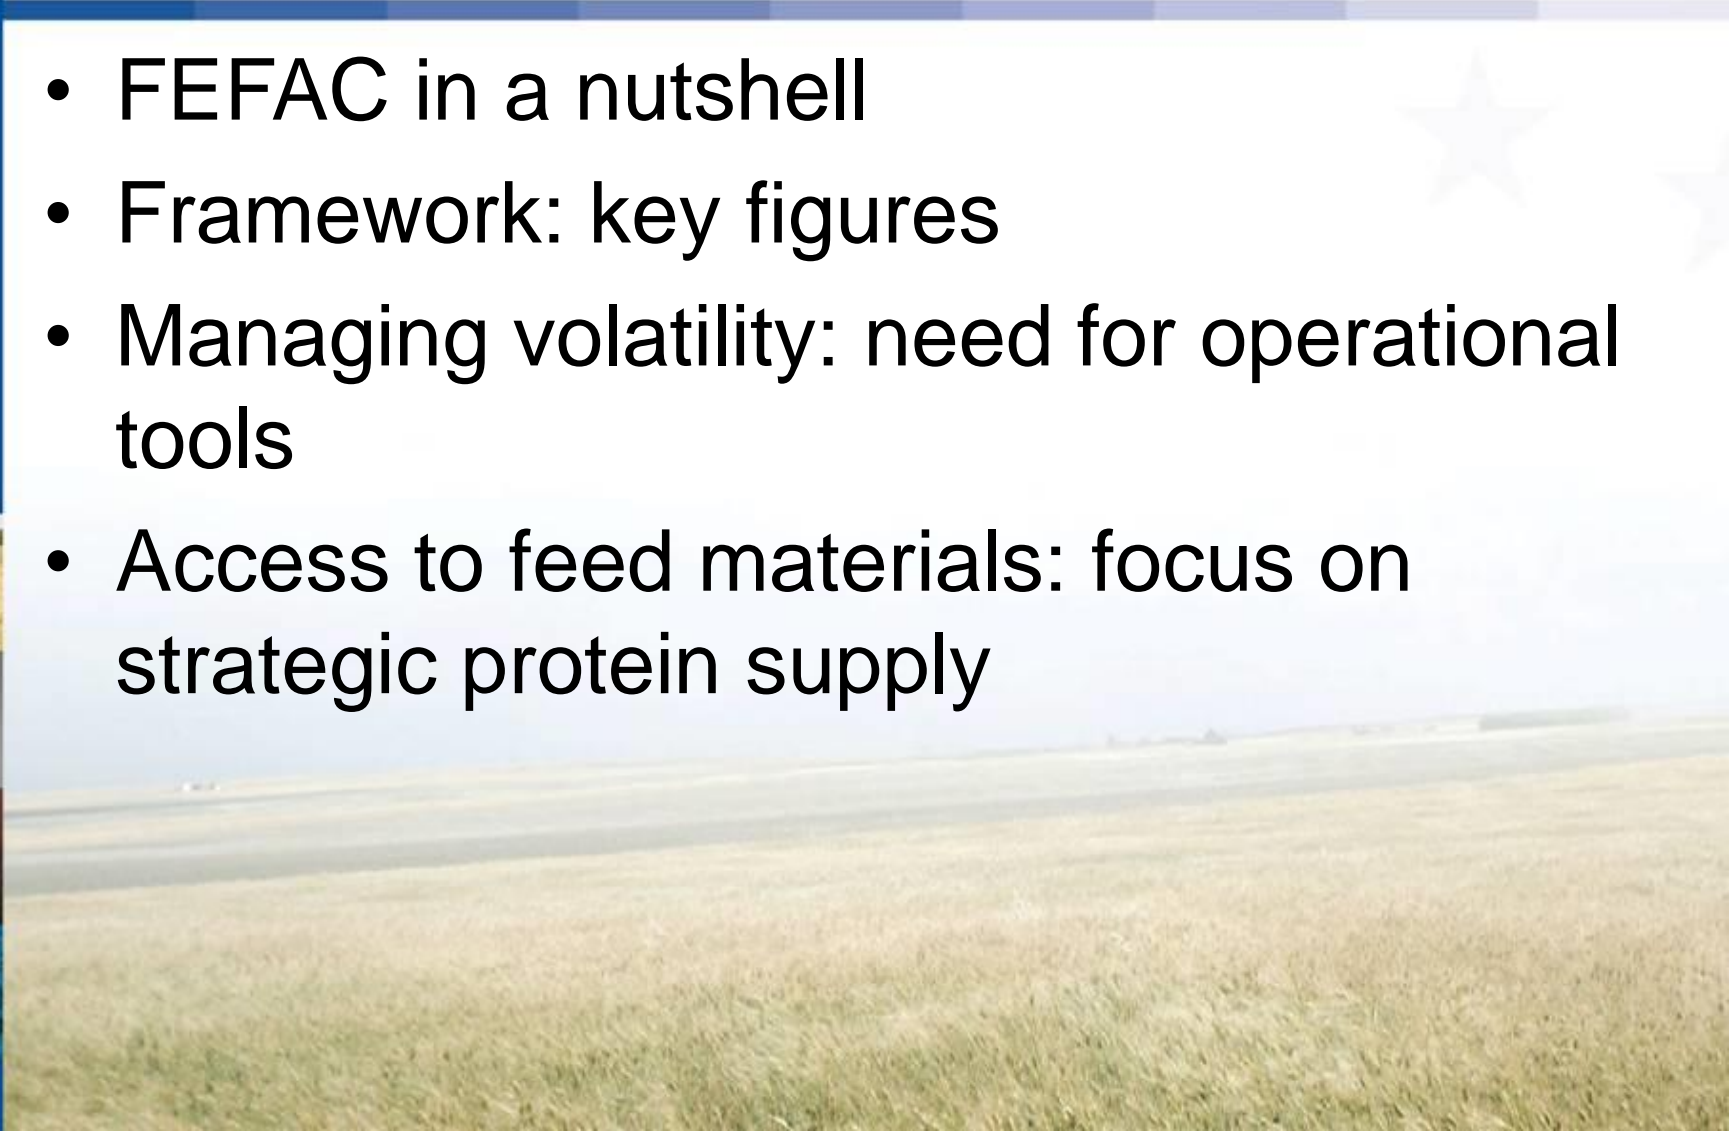 • FEFAC in a nutshell
• Framework: key figures
• Managing volatility: need for operational
tools
• Access to feed materials: focus on
strategic protein supply